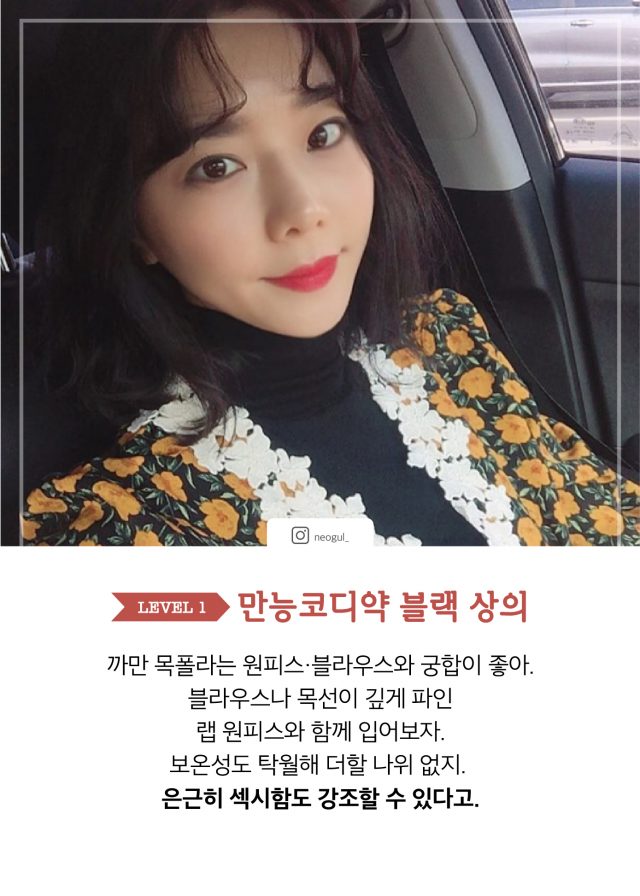 neogul_
LEVEL 1 만능코디약 블랙 상의
까만 목폴라는 원피스·블라우스와 궁합이 좋아.
블라우스나 목선이 깊게 파인
랩 원피스와 함께 입어보자.
보온성도 탁월해 더할 나위 없지.
은근히 섹시함도 강조할 수 있다고.